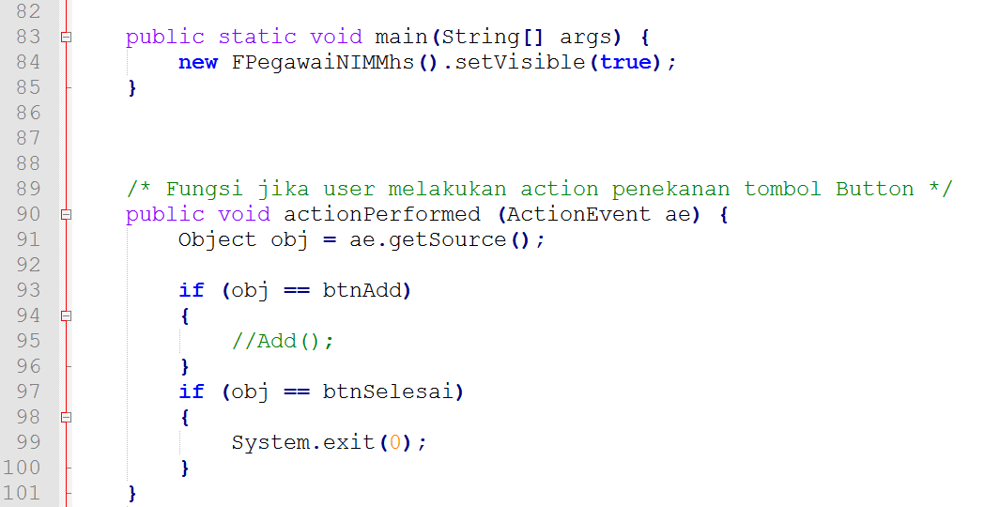 82
83 public static void main(String[] args) {
84 new FPegawaiNIMMhs().setVisible(true);
85 }
86
87
88
89 /* Fungsi jika user melakukan action penekanan tombol Button */
90 public void actionPerformed (ActionEvent ae) {
91 Object obj = ae.getSource();
92
93 if (obj == btnAdd)
94 {
95 //Add();
96 }
97 if (obj == btnSelesai)
98 {
99 System.exit(0);
100 }
101 }